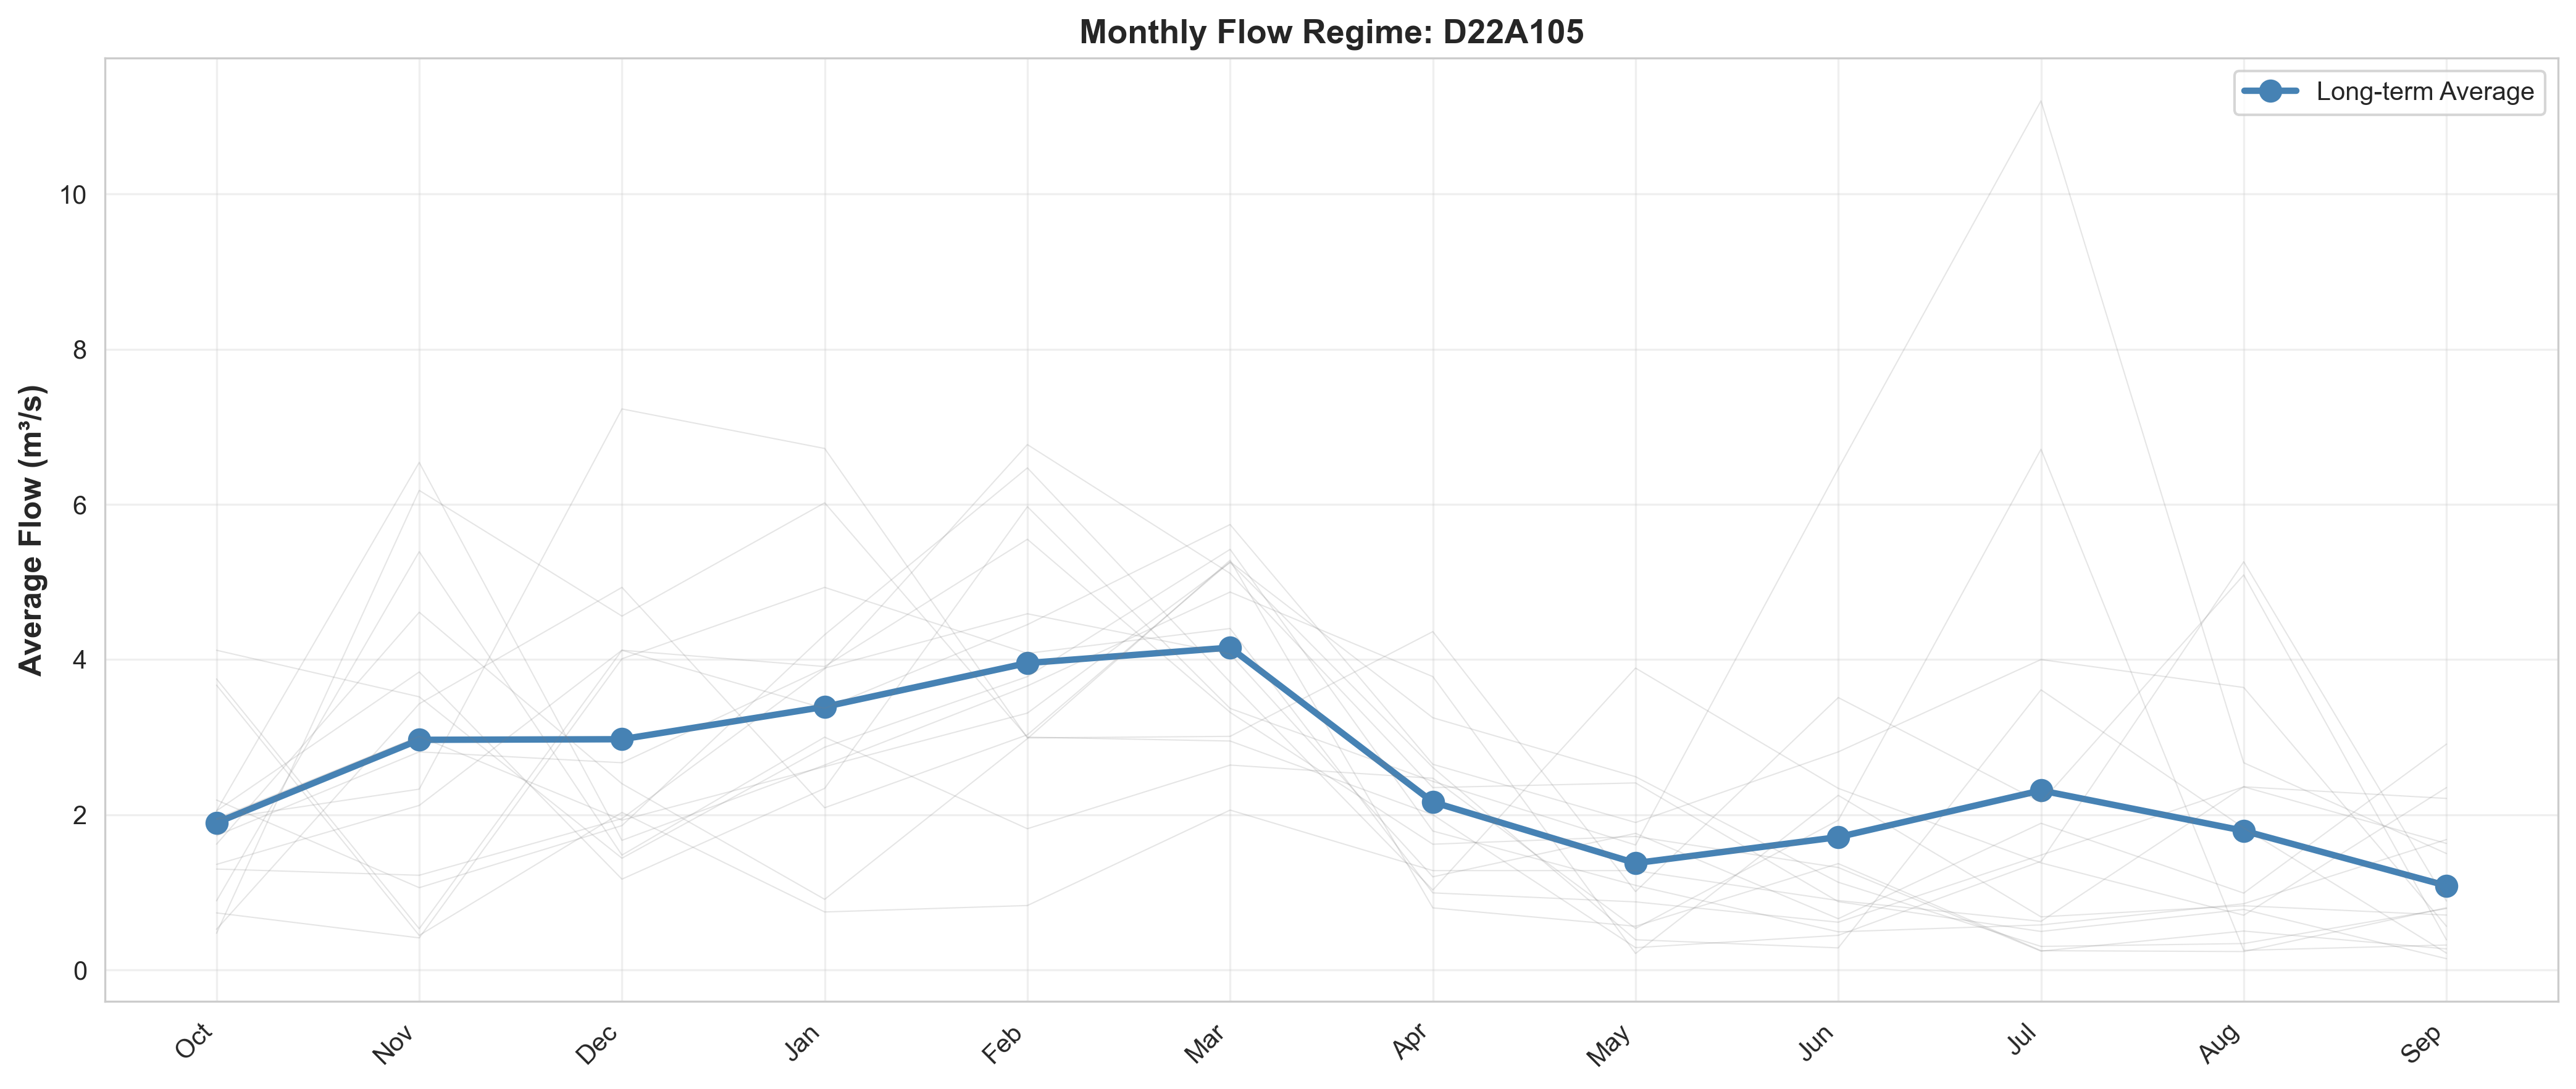 Monthly Flow Regime: D22A105
Long-term Average
Average Flow (m³/s)
10
8
6
4
2
0
Oct
Nov
Dec
Jan
Feb
Mar
Apr
May
Jun
Jul
Aug
Sep